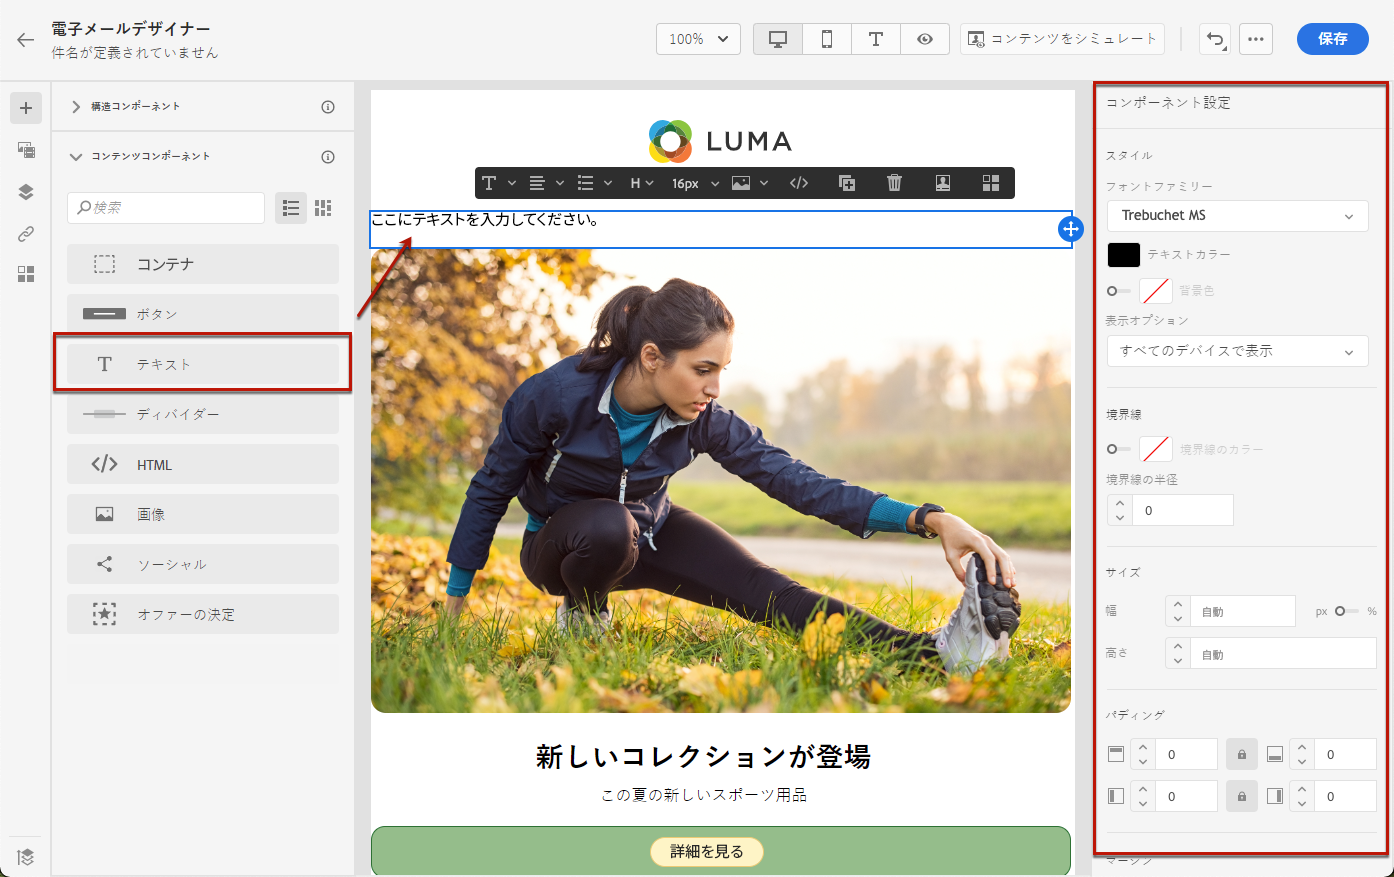 電子メールデザイナー
件名が定義されていません
100%
コンテンツをシミュレート
保存
構造コンポーネント
コンテンツコンポーネント
検索
コンテナ
ボタン
テキスト
ディバイダー
HTML
画像
ソーシャル
オファーの決定
LUMA
H
16px
ここにテキストを入力してください。
新しいコレクションが登場
この夏の新しいスポーツ用品
詳細を見る
コンポーネント設定
スタイル
フォントファミリー
Trebuchet MS
テキストカラー
背景色
表示オプション
すべてのデバイスで表示
境界線
境界線のカラー
境界線の半径
0
サイズ
幅
自動
px
%
高さ
自動
パディング
0
0
0
0
マージン